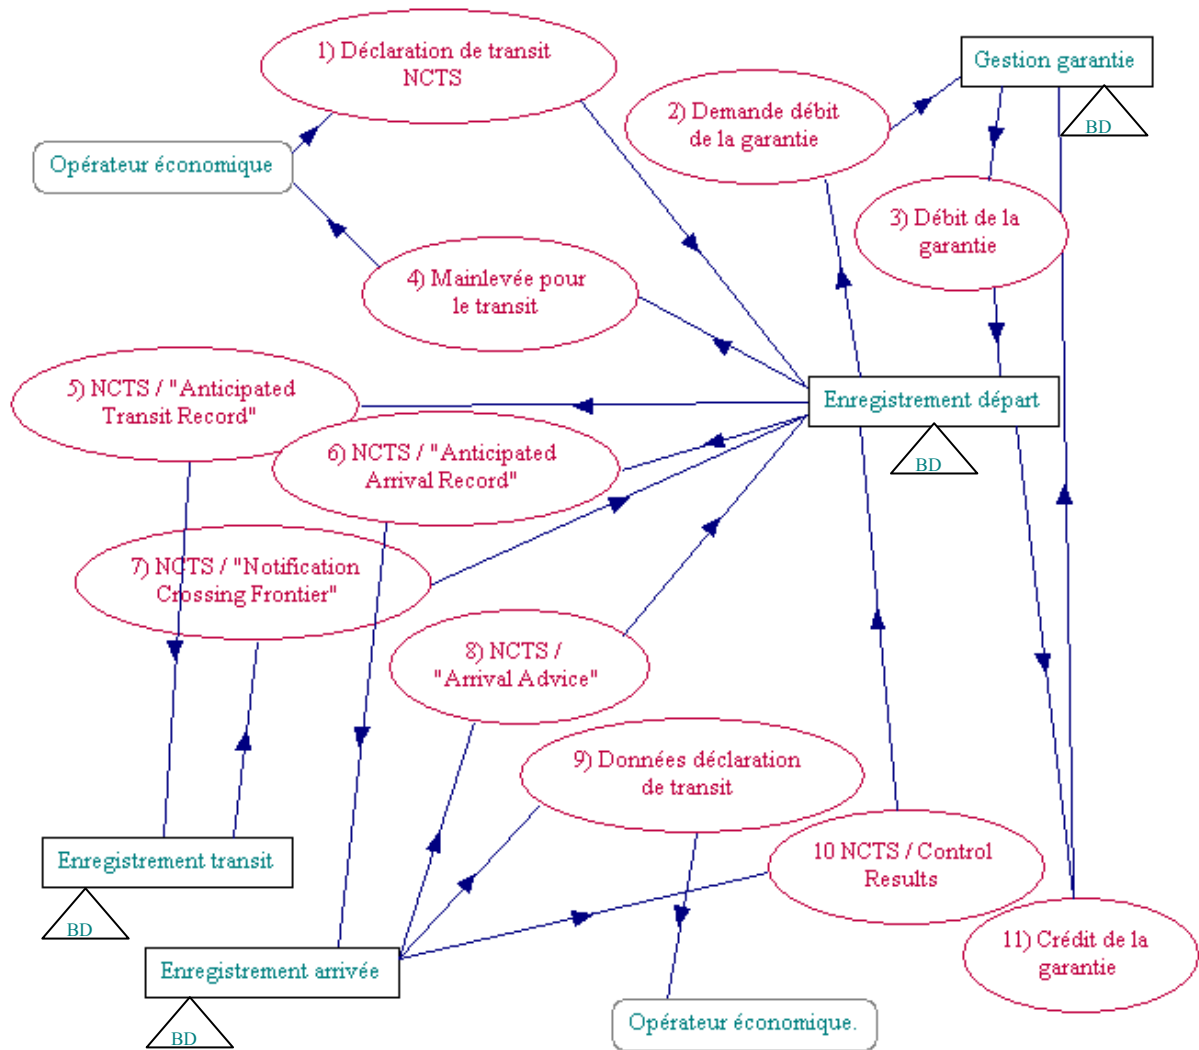 1) Déclaration de transit
NCTS
Gestion garantie
BD
2) Demande débit
de la garantie
Opérateur économique
3) Débit de la
garantie
4) Mainlevée pour
le transit
5) NCTS / "Anticipated
Transit Record"
Enregistrement départ
BD
6) NCTS / "Anticipated
Arrival Record"
7) NCTS / "Notification
Crossing Frontier"
8) NCTS /
"Arrival Advice"
9) Données déclaration
de transit
10 NCTS / Control
Results
Enregistrement transit
BD
11) Crédit de la
garantie
Enregistrement arrivée
BD
Opérateur économique.